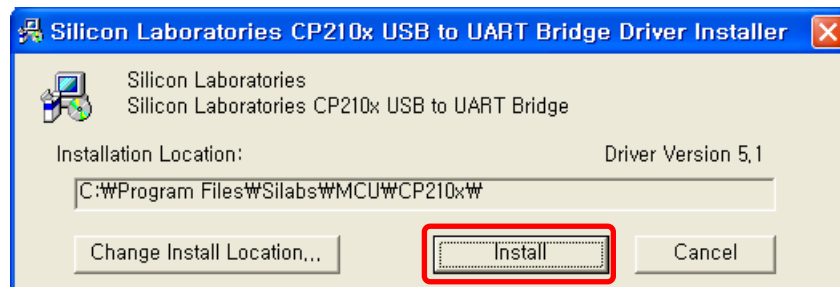 Silicon Laboratories CP210x USB to UART Bridge Driver Installer
Silicon Laboratories
Silicon Laboratories CP210x USB to UART Bridge
Installation Location: Driver Version 5.1
C:₩Program Files₩Silabs₩MCU₩CP210x₩
Change Install Location... Install Cancel